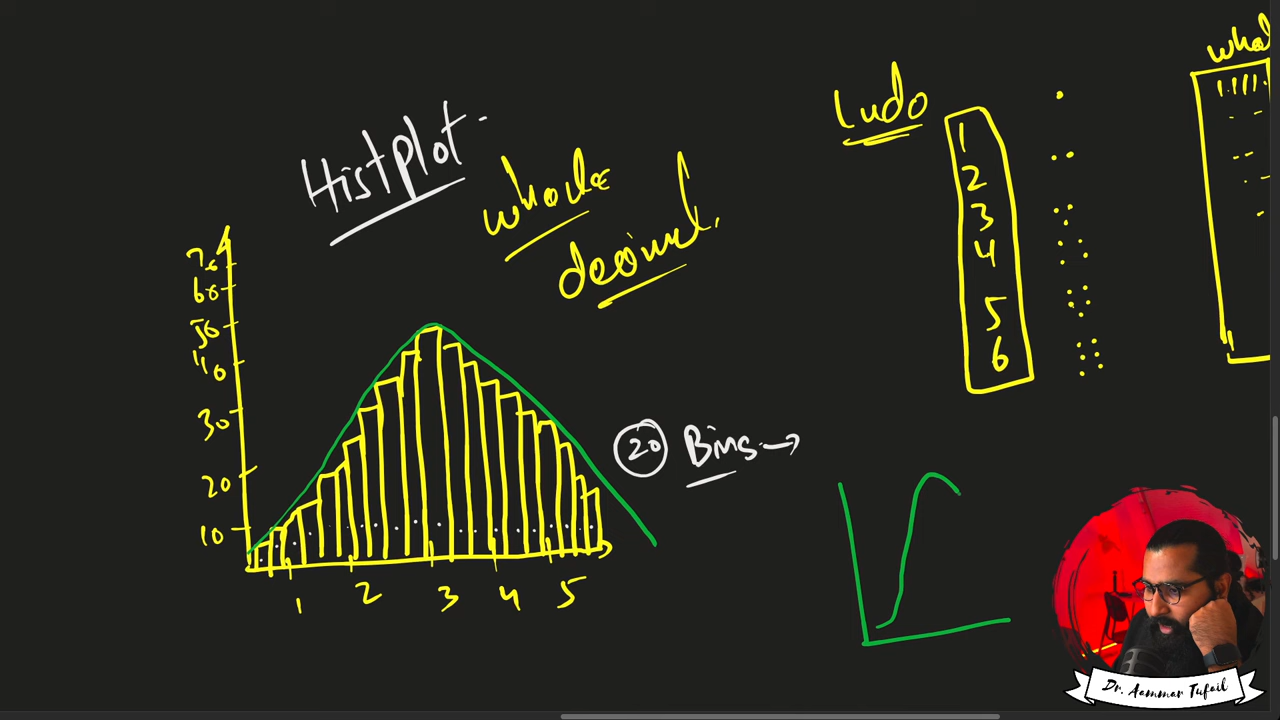 Histplot
whole
decimal
70
60
50
40
30
20
10
1 2 3 4 5
20 Bins →
Ludo
1
2
3
4
5
6
Dr. Aammar Tufail